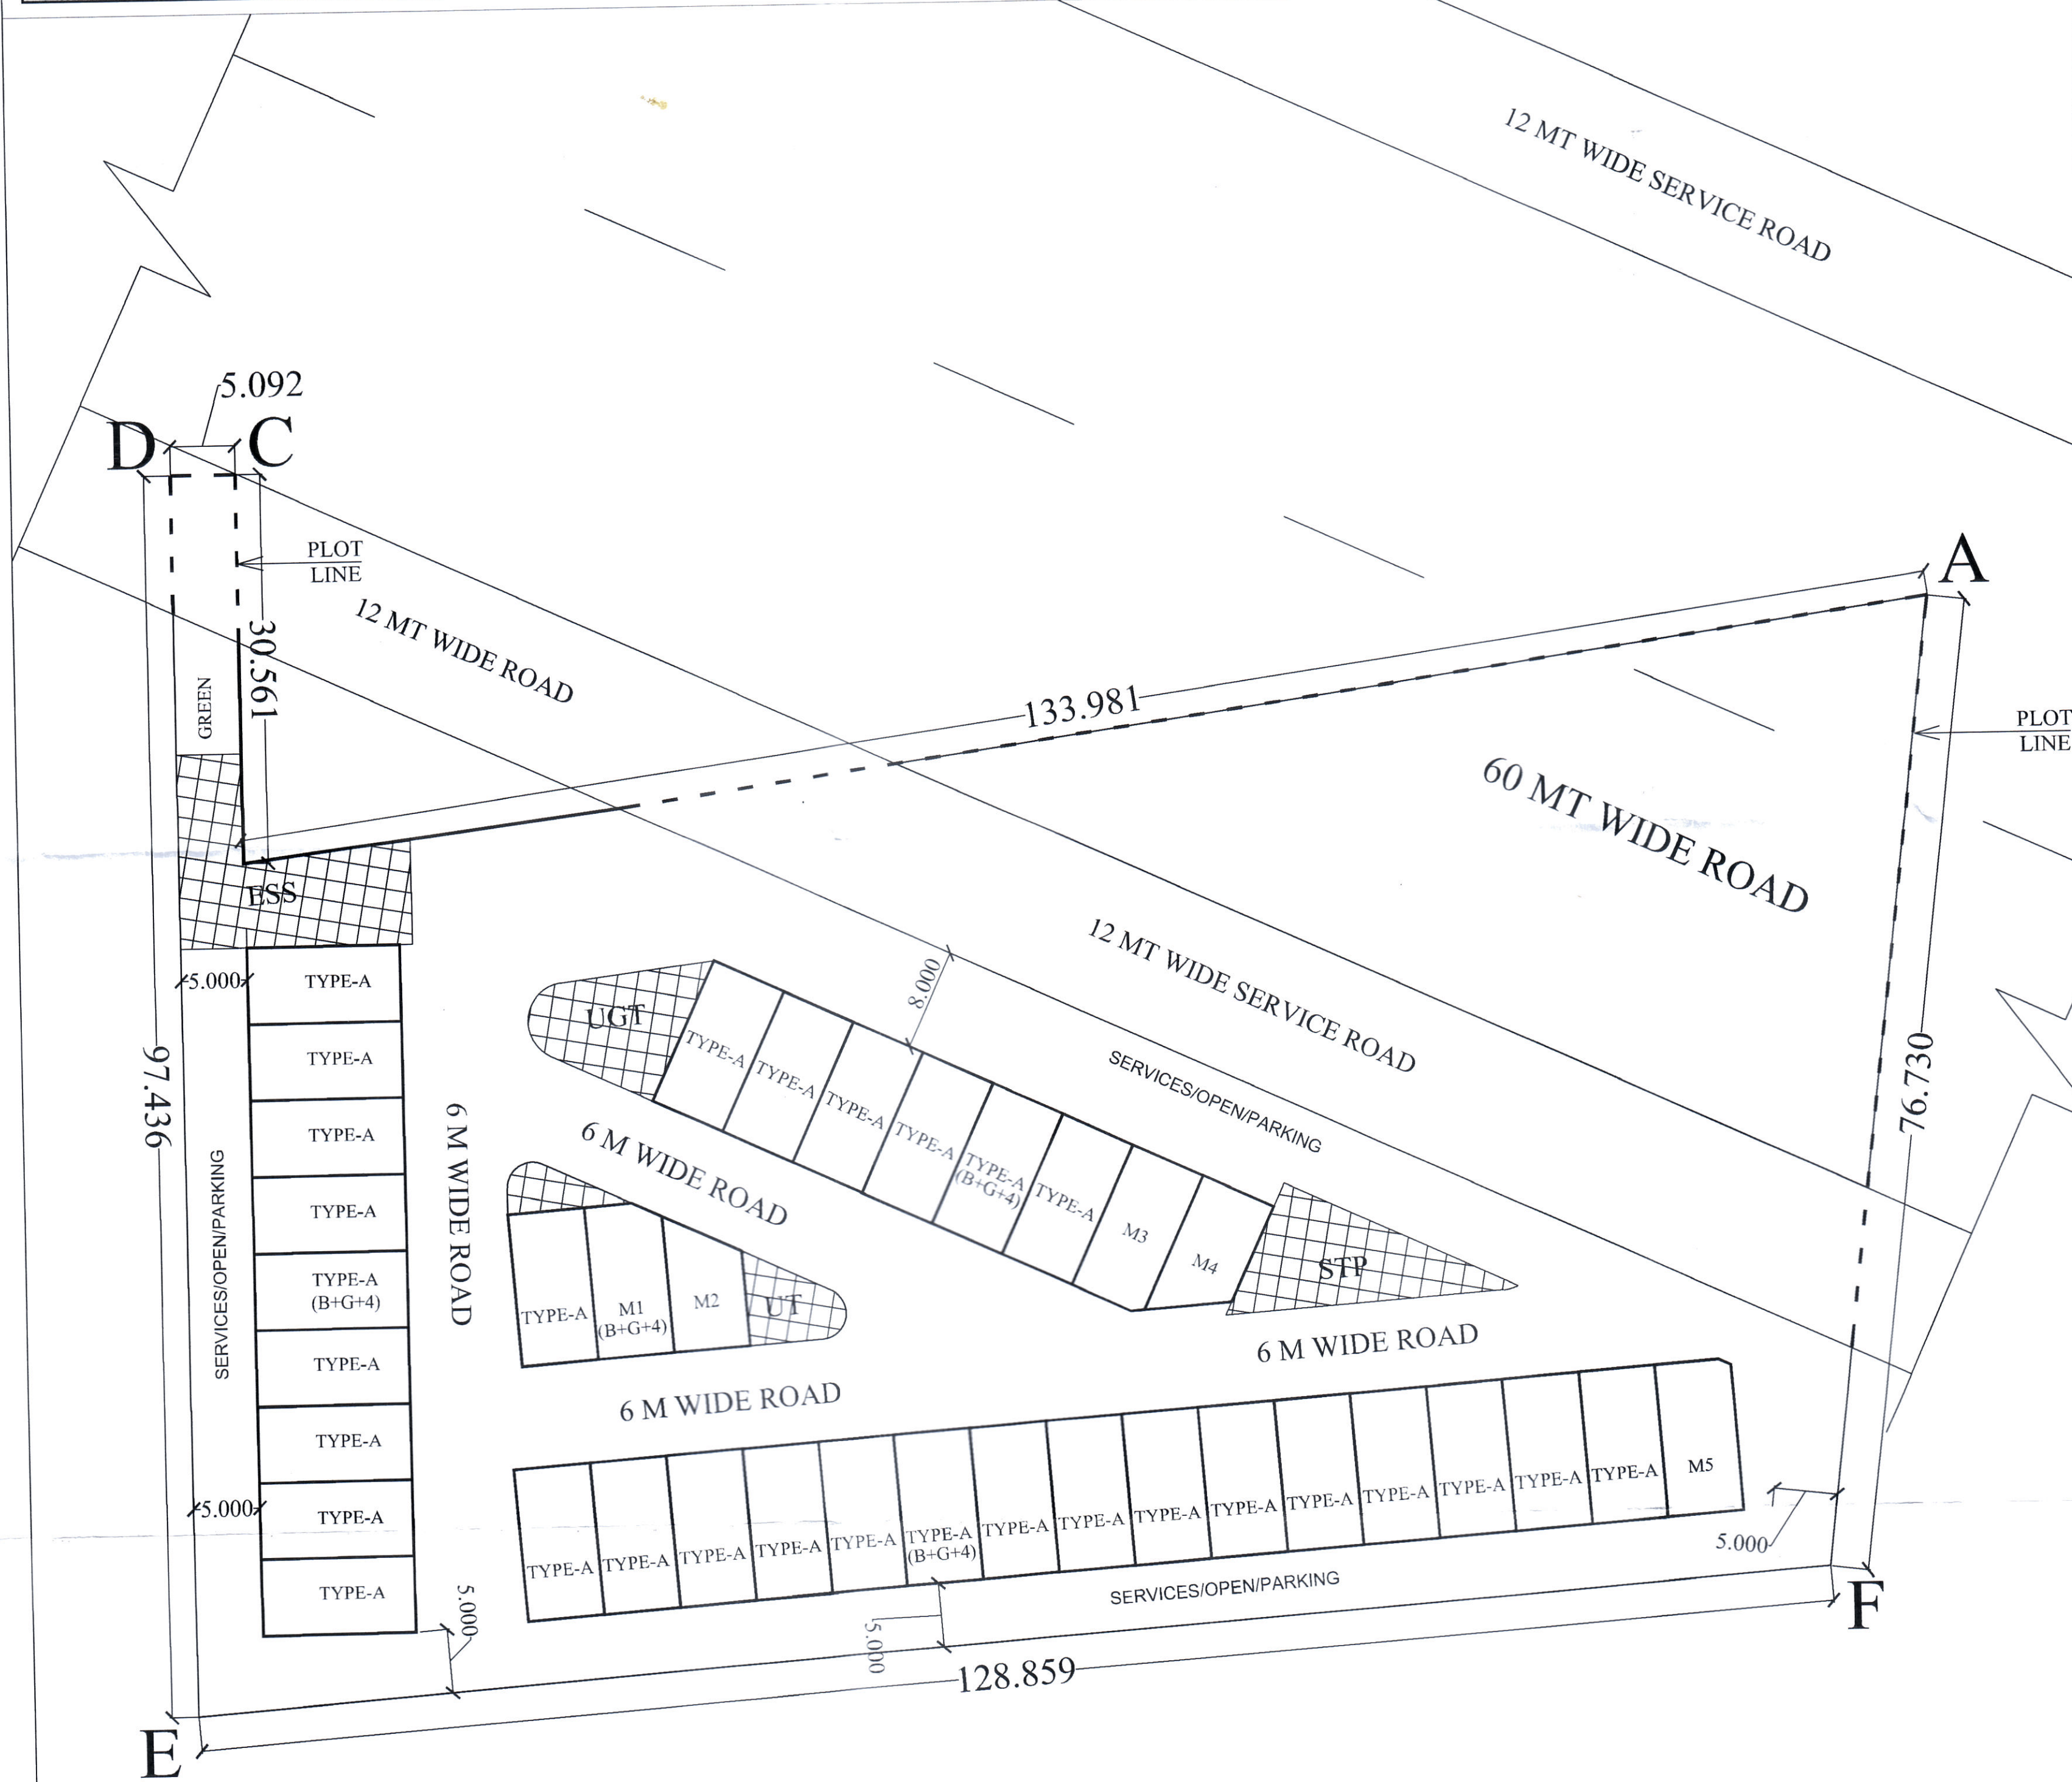 12 MT WIDE SERVICE ROAD
5.092
D
C
PLOT
LINE
30.561
12 MT WIDE ROAD
A
133.981
PLOT
LINE
GREEN
60 MT WIDE ROAD
ESS
12 MT WIDE SERVICE ROAD
8.000
5.000
97.436
76.730
SERVICES/OPEN/PARKING
UGT
TYPE-A
TYPE-A
TYPE-A
TYPE-A
TYPE-A
(B+G+4)
TYPE-A
M3
M4
STP
SERVICES/OPEN/PARKING
TYPE-A
TYPE-A
TYPE-A
TYPE-A
TYPE-A
(B+G+4)
TYPE-A
TYPE-A
TYPE-A
TYPE-A
6 M WIDE ROAD
6 M WIDE ROAD
TYPE-A
M1
(B+G+4)
M2
UT
6 M WIDE ROAD
6 M WIDE ROAD
5.000
TYPE-A
TYPE-A
TYPE-A
TYPE-A
TYPE-A
TYPE-A
(B+G+4)
TYPE-A
TYPE-A
TYPE-A
TYPE-A
TYPE-A
TYPE-A
TYPE-A
TYPE-A
TYPE-A
M5
5.000
5.000
5.000
SERVICES/OPEN/PARKING
F
128.859
E